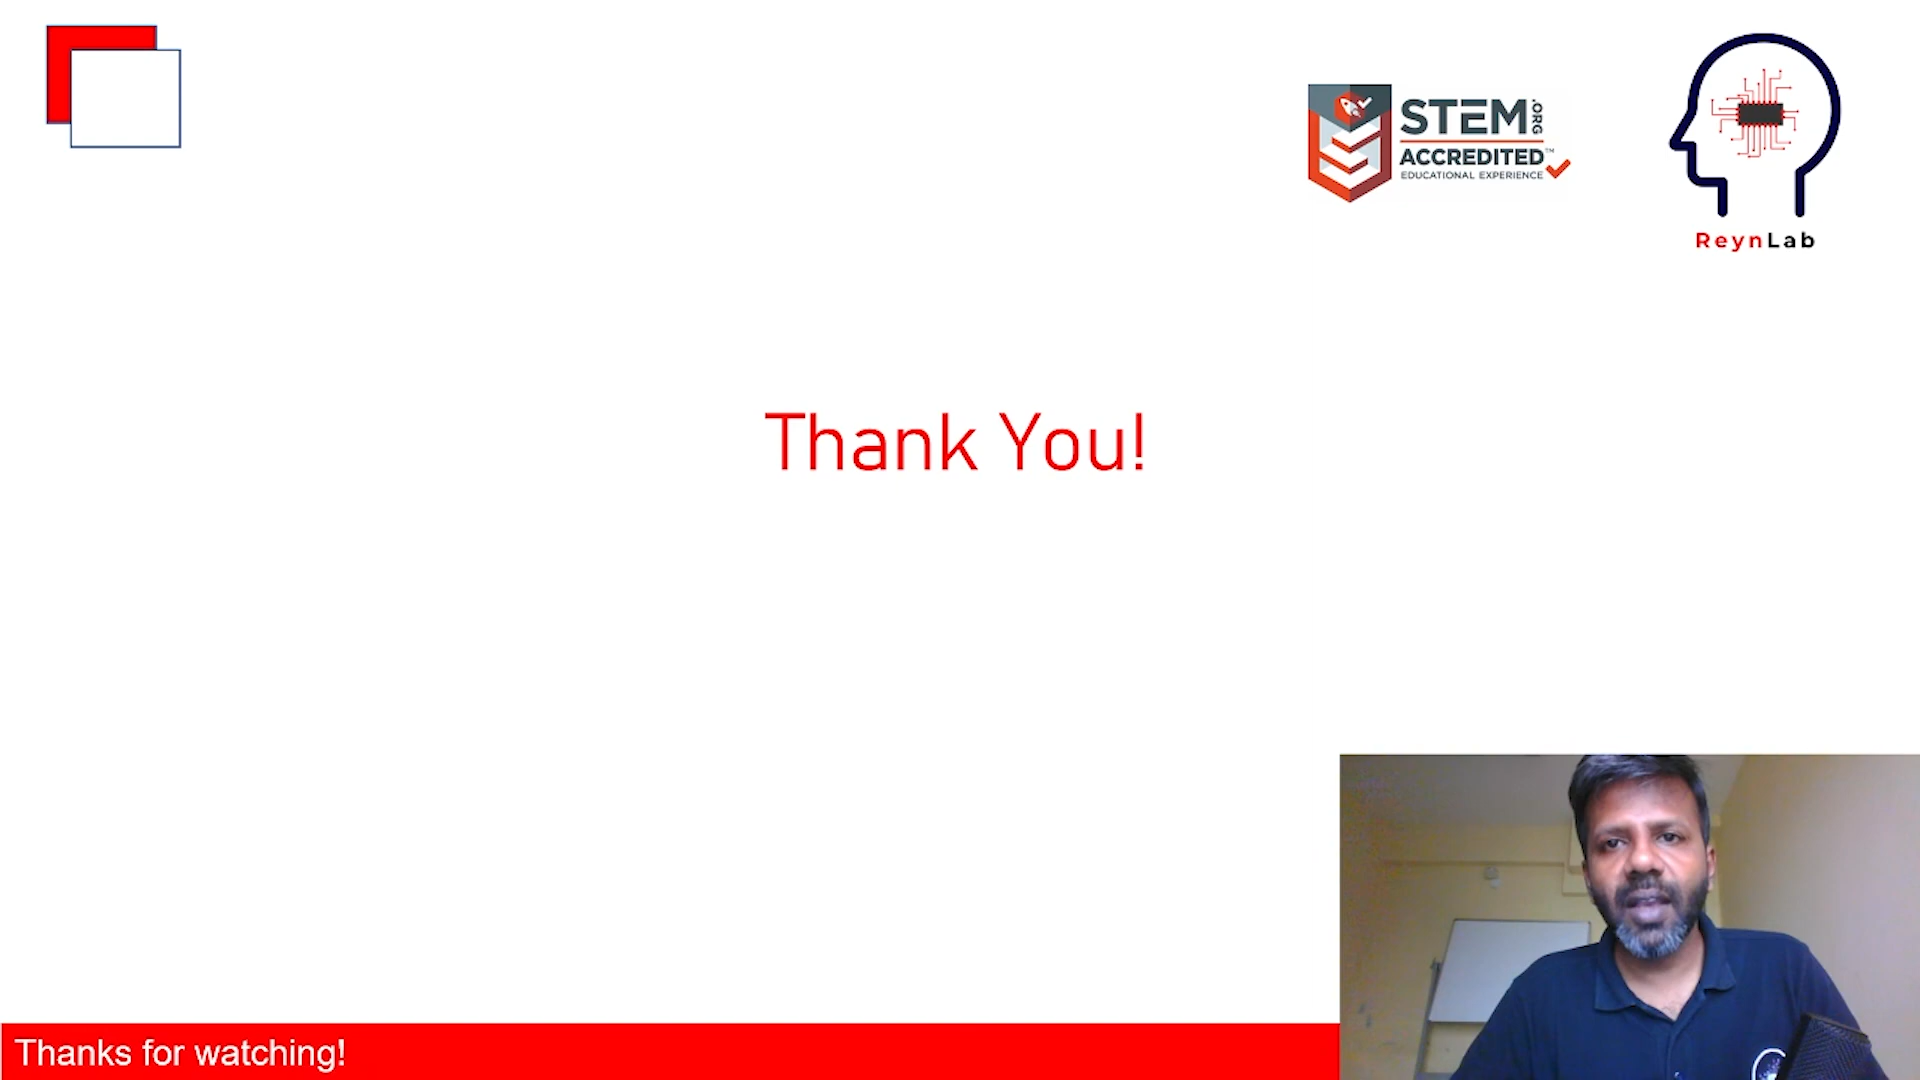 STEM.ORG
ACCREDITED™
EDUCATIONAL EXPERIENCE
ReynLab
Thank You!
Thanks for watching!